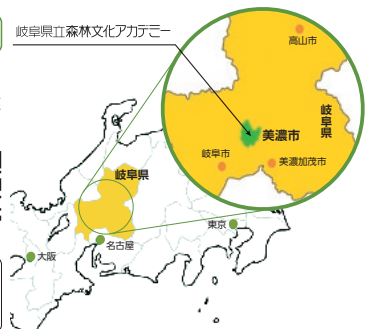 岐阜県立森林文化アカデミー
高山市
岐阜県
美濃市
岐阜市
美濃加茂市
岐阜県
東京
名古屋
大阪